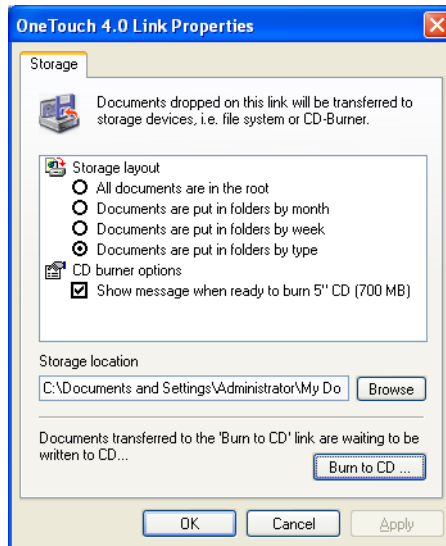 OneTouch 4.0 Link Properties
Storage
Documents dropped on this link will be transferred to
storage devices, i.e. file system or CD-Burner.
Storage layout
All documents are in the root
Documents are put in folders by month
Documents are put in folders by week
Documents are put in folders by type
CD burner options
Show message when ready to burn 5" CD (700 MB)
Storage location
C:\Documents and Settings\Administrator\My Do
Browse
Documents transferred to the 'Burn to CD' link are waiting to be
written to CD...
Burn to CD ...
OK
Cancel
Apply